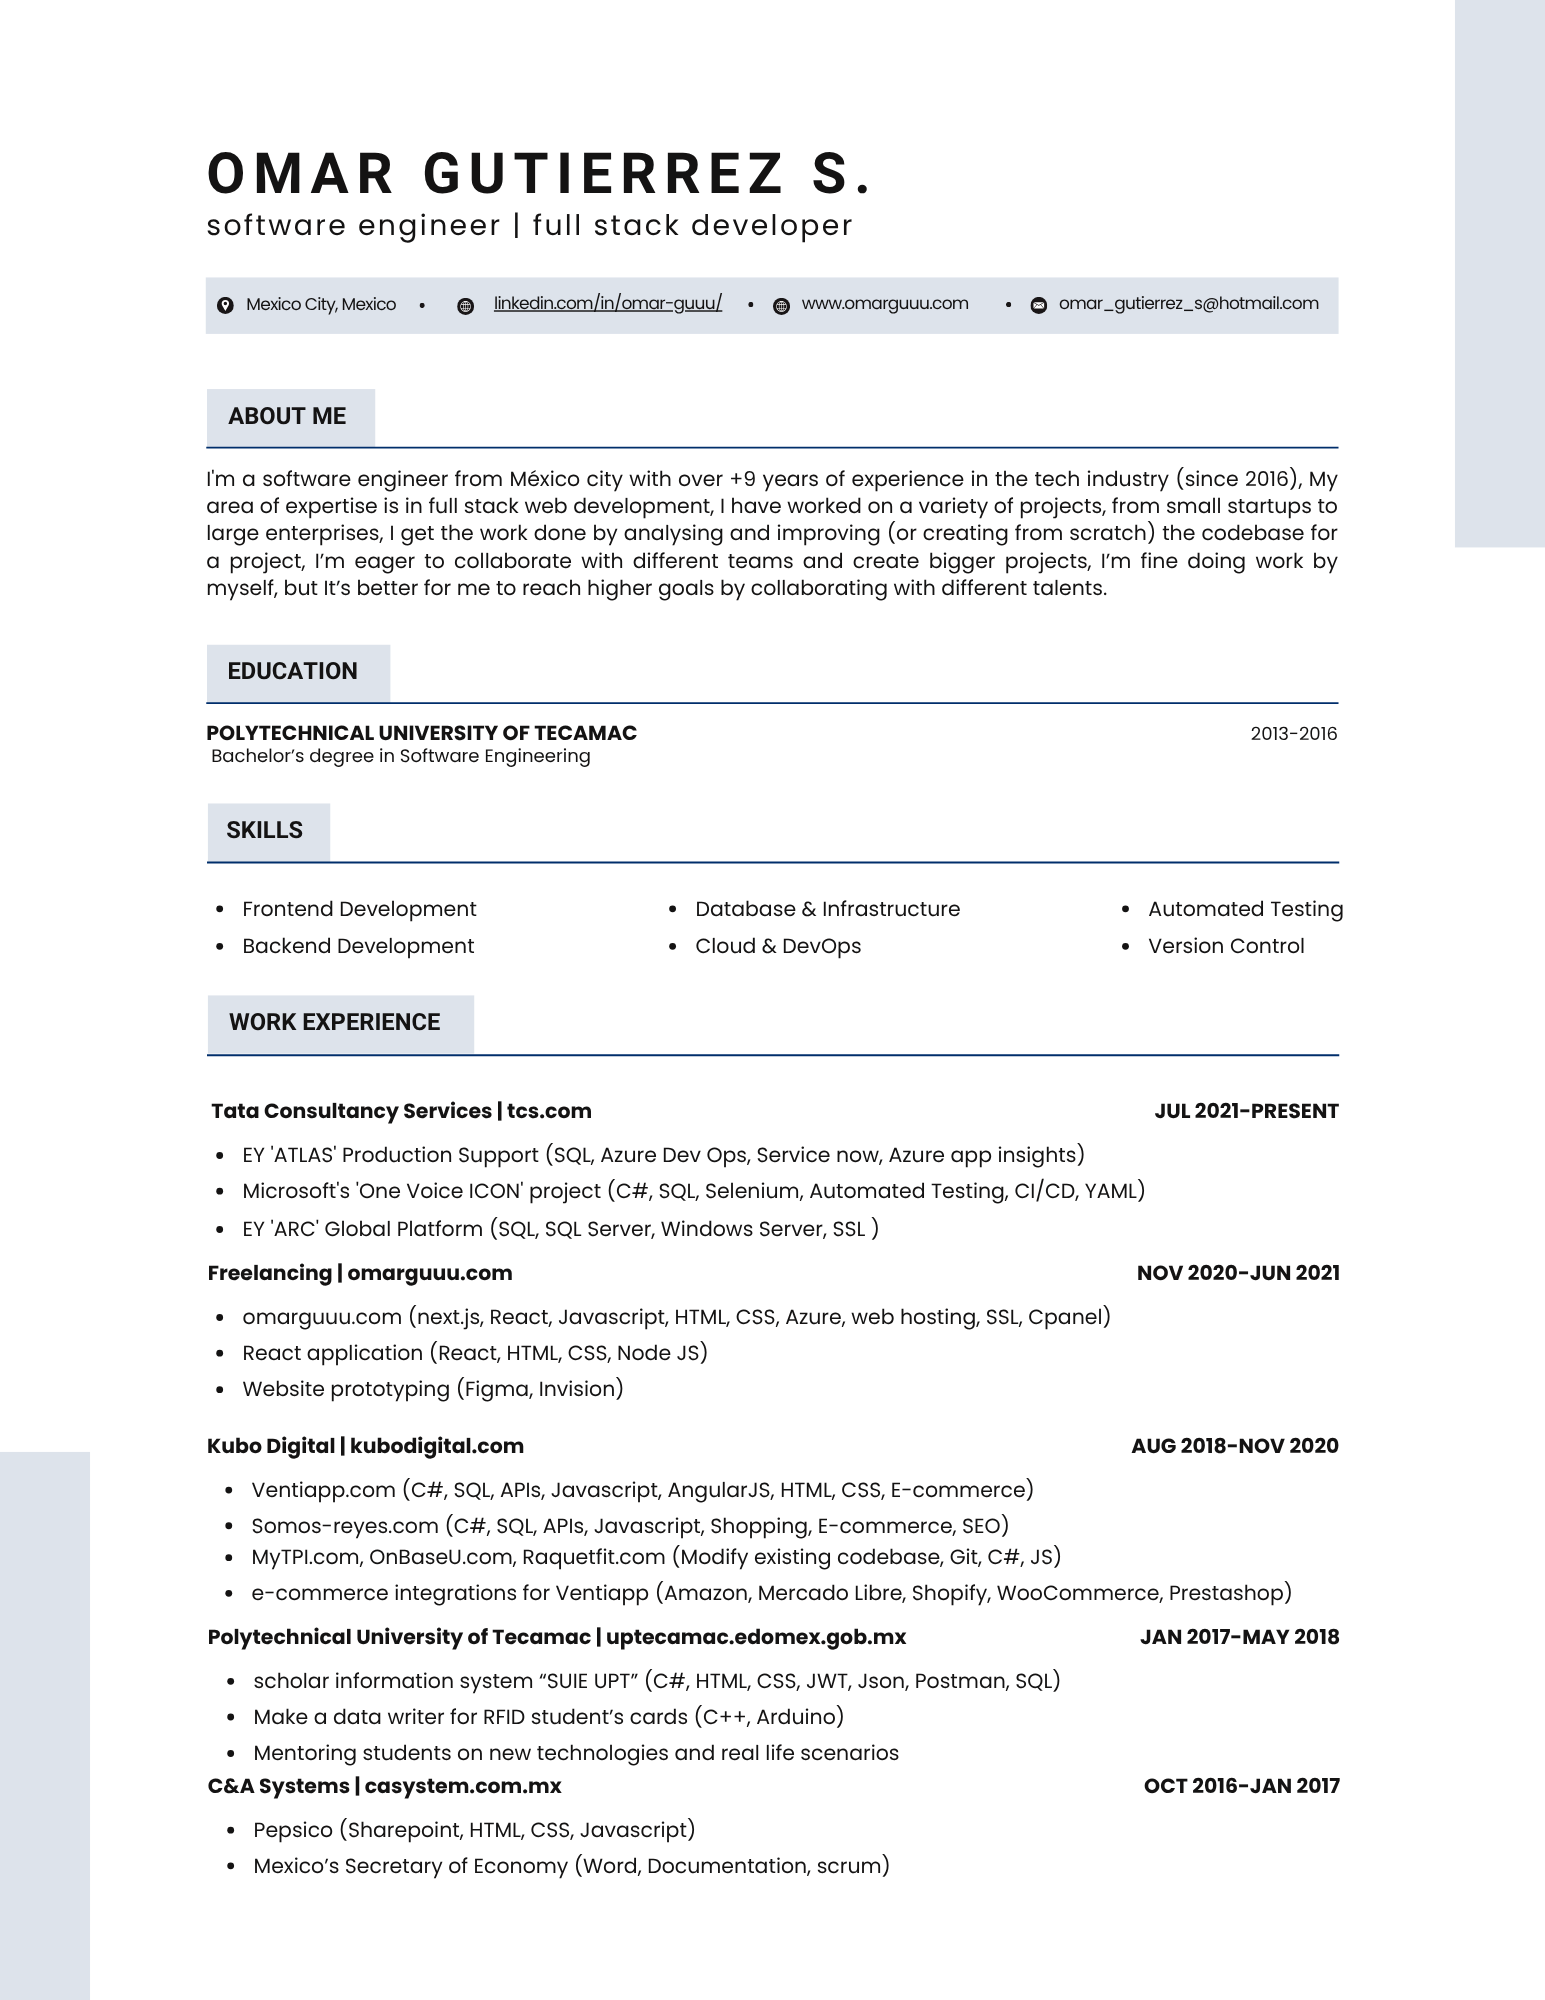 OMAR GUTIERREZ S.
software engineer | full stack developer
Mexico City, Mexico • linkedin.com/in/omar-guuu/ • www.omarguuu.com • omar_gutierrez_s@hotmail.com
ABOUT ME
I'm a software engineer from México city with over +9 years of experience in the tech industry (since 2016), My
area of expertise is in full stack web development, I have worked on a variety of projects, from small startups to
large enterprises, I get the work done by analysing and improving (or creating from scratch) the codebase for
a project, I’m eager to collaborate with different teams and create bigger projects, I’m fine doing work by
myself, but It’s better for me to reach higher goals by collaborating with different talents.
EDUCATION
POLYTECHNICAL UNIVERSITY OF TECAMAC 2013-2016
Bachelor’s degree in Software Engineering
SKILLS
• Frontend Development • Database & Infrastructure • Automated Testing
• Backend Development • Cloud & DevOps • Version Control
WORK EXPERIENCE
Tata Consultancy Services | tcs.com JUL 2021-PRESENT
• EY 'ATLAS' Production Support (SQL, Azure Dev Ops, Service now, Azure app insights)
• Microsoft's 'One Voice ICON' project (C#, SQL, Selenium, Automated Testing, CI/CD, YAML)
• EY 'ARC' Global Platform (SQL, SQL Server, Windows Server, SSL )
Freelancing | omarguuu.com NOV 2020-JUN 2021
• omarguuu.com (next.js, React, Javascript, HTML, CSS, Azure, web hosting, SSL, Cpanel)
• React application (React, HTML, CSS, Node JS)
• Website prototyping (Figma, Invision)
Kubo Digital | kubodigital.com AUG 2018-NOV 2020
• Ventiapp.com (C#, SQL, APIs, Javascript, AngularJS, HTML, CSS, E-commerce)
• Somos-reyes.com (C#, SQL, APIs, Javascript, Shopping, E-commerce, SEO)
• MyTPI.com, OnBaseU.com, Raquetfit.com (Modify existing codebase, Git, C#, JS)
• e-commerce integrations for Ventiapp (Amazon, Mercado Libre, Shopify, WooCommerce, Prestashop)
Polytechnical University of Tecamac | uptecamac.edomex.gob.mx JAN 2017-MAY 2018
• scholar information system “SUIE UPT” (C#, HTML, CSS, JWT, Json, Postman, SQL)
• Make a data writer for RFID student’s cards (C++, Arduino)
• Mentoring students on new technologies and real life scenarios
C&A Systems | casystem.com.mx OCT 2016-JAN 2017
• Pepsico (Sharepoint, HTML, CSS, Javascript)
• Mexico’s Secretary of Economy (Word, Documentation, scrum)